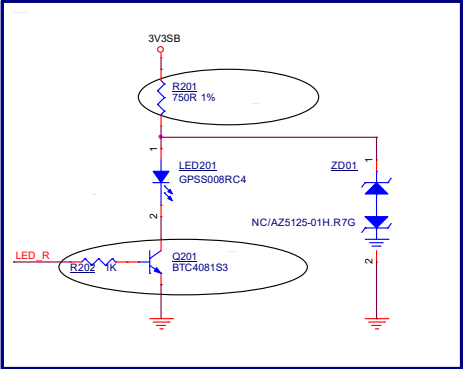 3V3SB
R201
750R 1%
1
LED201
GPSS008RC4
2
ZD01
1
NC/AZ5125-01H.R7G
2
LED_R
R202 1K
Q201
BTC4081S3